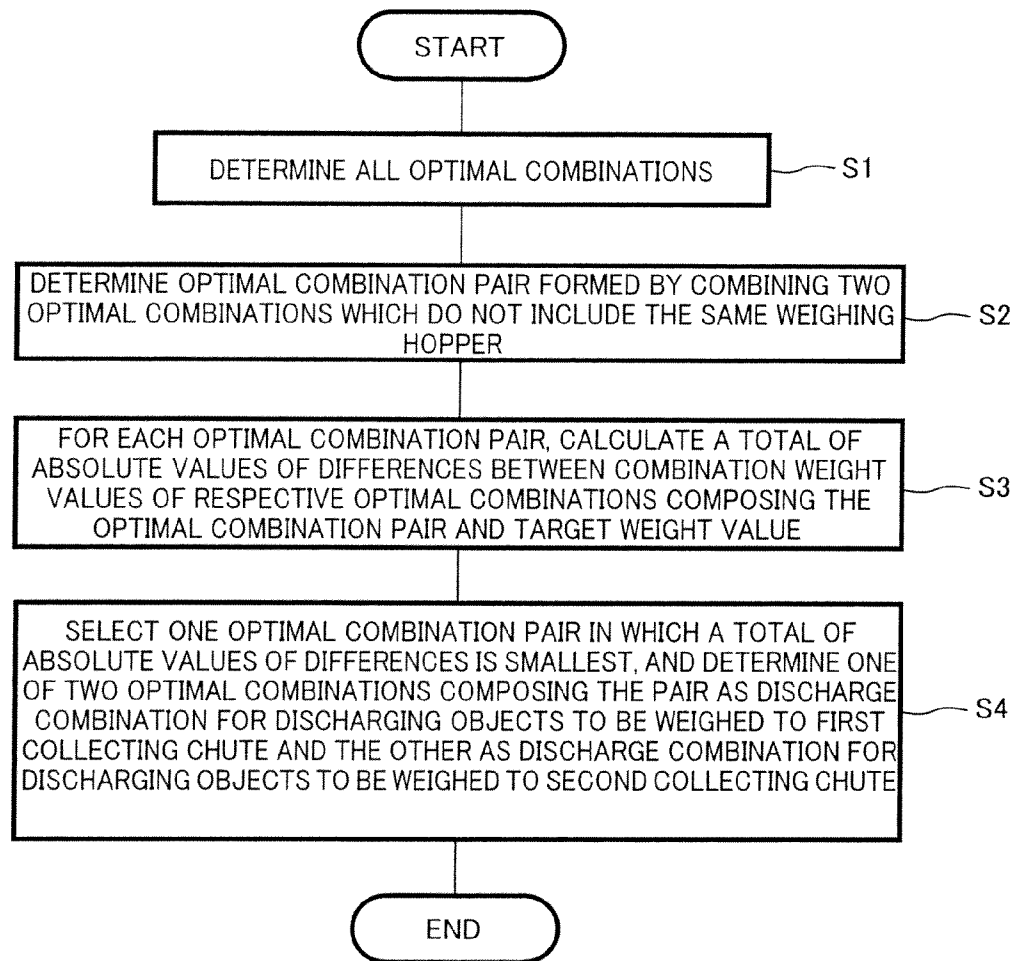 START
DETERMINE ALL OPTIMAL COMBINATIONS
S1
DETERMINE OPTIMAL COMBINATION PAIR FORMED BY COMBINING TWO
OPTIMAL COMBINATIONS WHICH DO NOT INCLUDE THE SAME WEIGHING
HOPPER
S2
FOR EACH OPTIMAL COMBINATION PAIR, CALCULATE A TOTAL OF
ABSOLUTE VALUES OF DIFFERENCES BETWEEN COMBINATION WEIGHT
VALUES OF RESPECTIVE OPTIMAL COMBINATIONS COMPOSING THE
OPTIMAL COMBINATION PAIR AND TARGET WEIGHT VALUE
S3
SELECT ONE OPTIMAL COMBINATION PAIR IN WHICH A TOTAL OF
ABSOLUTE VALUES OF DIFFERENCES IS SMALLEST, AND DETERMINE ONE
OF TWO OPTIMAL COMBINATIONS COMPOSING THE PAIR AS DISCHARGE
COMBINATION FOR DISCHARGING OBJECTS TO BE WEIGHED TO FIRST
COLLECTING CHUTE AND THE OTHER AS DISCHARGE COMBINATION FOR
DISCHARGING OBJECTS TO BE WEIGHED TO SECOND COLLECTING CHUTE
S4
END